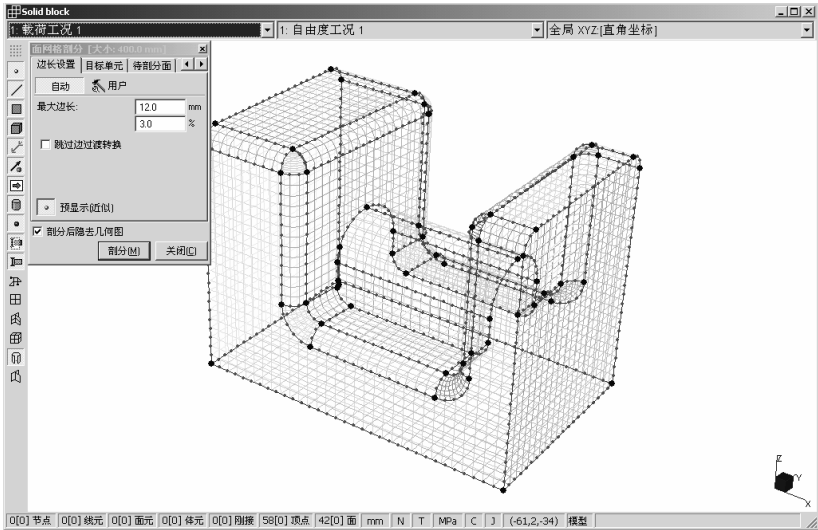 Solid block
1: 载荷工况 1
1: 自由度工况 1
全局 XYZ:[直角坐标]
面网格剖分 [大小: 400.0 mm]
边长设置 目标单元 待剖分面
自动 用户
最大边长: 12.0 mm
3.0 %
跳过边过渡转换
预显示(近似)
剖分后隐去几何图
剖分[M] 关闭[C]
Z
Y
X
0[0] 节点 0[0] 线元 0[0] 面元 0[0] 体元 0[0] 刚接 58[0] 顶点 42[0] 面 mm N T MPa C J (-61,2,-34) 模型